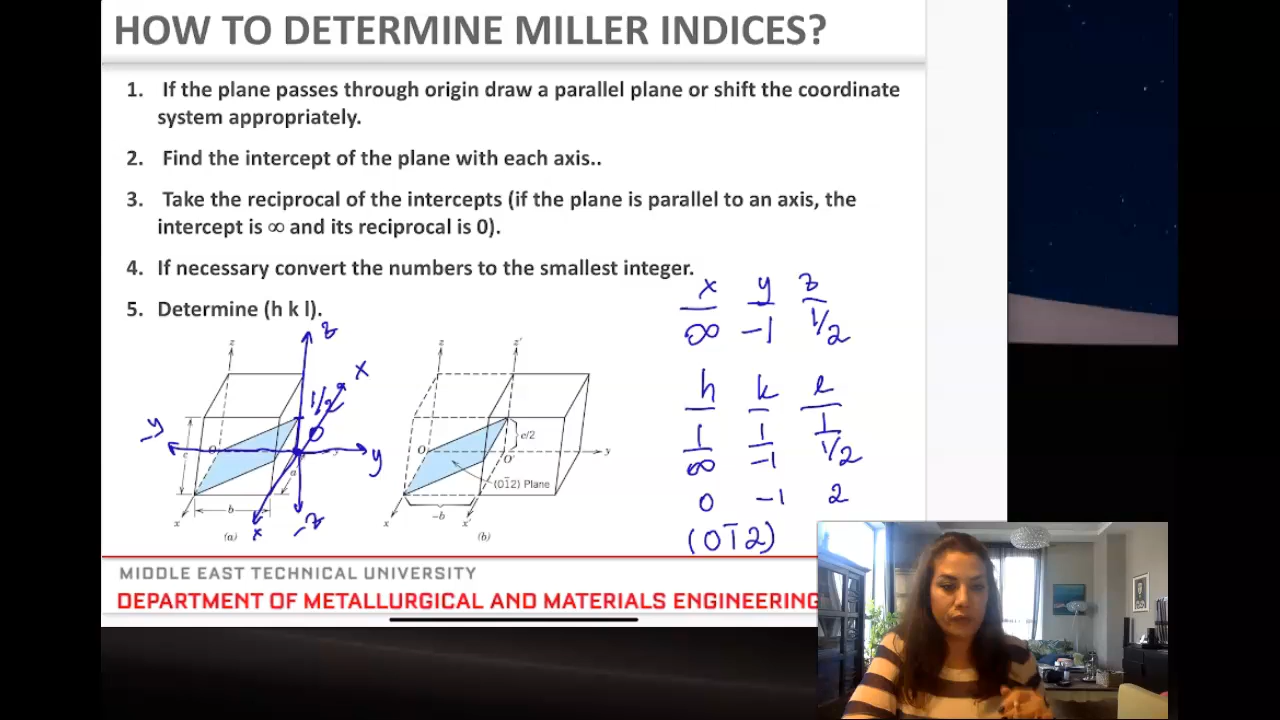 HOW TO DETERMINE MILLER INDICES?
1. If the plane passes through origin draw a parallel plane or shift the coordinate
system appropriately.
2. Find the intercept of the plane with each axis..
3. Take the reciprocal of the intercepts (if the plane is parallel to an axis, the
intercept is ∞ and its reciprocal is 0).
4. If necessary convert the numbers to the smallest integer.
5. Determine (h k l).
x y z
∞ -1 1/2
h k l
1/∞ 1/-1 1/1/2
0 -1 2
(01̄2)
z
x
1/2
O
-y
y
O
c
a
b
x
x
-z
(a)
z
z'
c/2
O
O'
y
(01̄2) Plane
-b
x
x'
(b)
MIDDLE EAST TECHNICAL UNIVERSITY
DEPARTMENT OF METALLURGICAL AND MATERIALS ENGINEERING